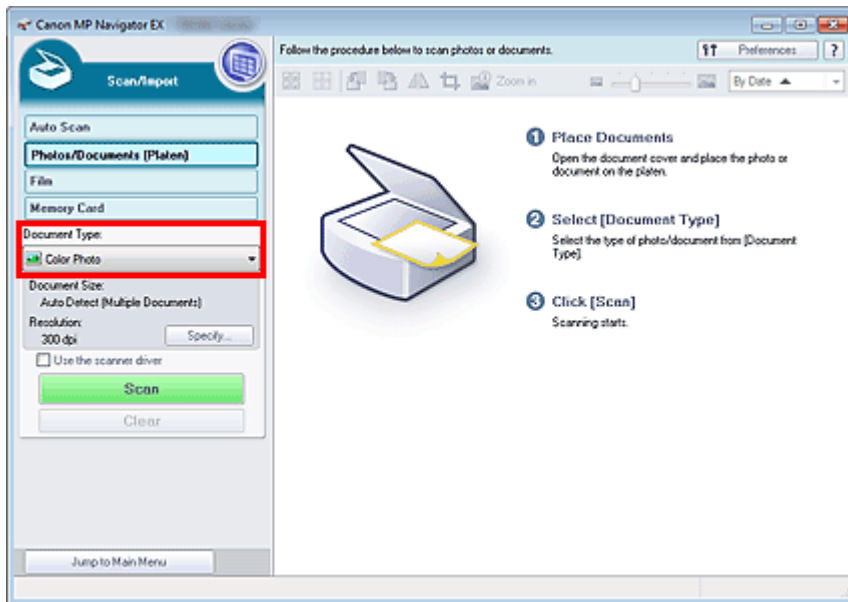 Canon MP Navigator EX
Scan/Import
Follow the procedure below to scan photos or documents.
Preferences
?
Zoom in
By Date
Auto Scan
Photos/Documents (Platen)
Film
Memory Card
Document Type:
Color Photo
Document Size:
Auto Detect (Multiple Documents)
Resolution:
300 dpi
Specify...
Use the scanner driver
Scan
Clear
Jump to Main Menu
1 Place Documents
Open the document cover and place the photo or
document on the platen.
2 Select [Document Type]
Select the type of photo/document from [Document
Type].
3 Click [Scan]
Scanning starts.